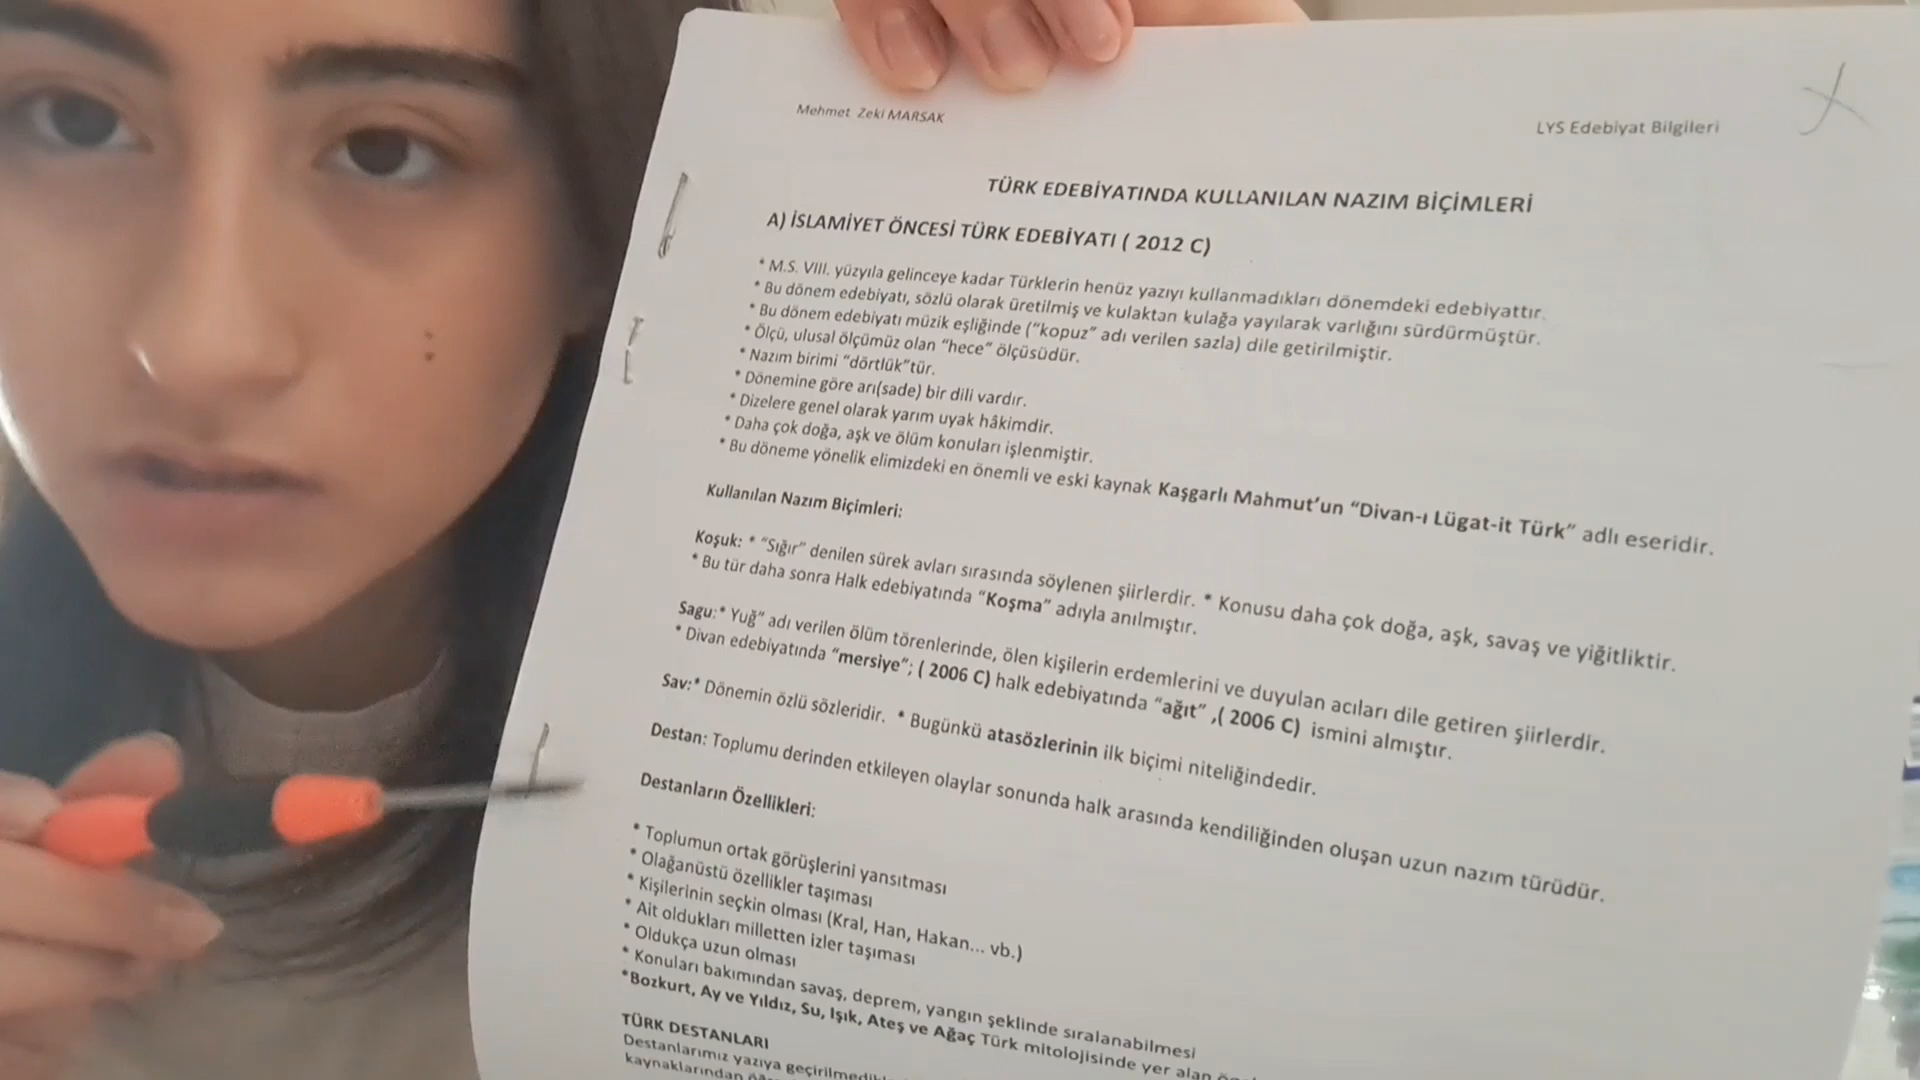 Mehmet Zeki MARSAK
LYS Edebiyat Bilgileri
TÜRK EDEBİYATINDA KULLANILAN NAZIM BİÇİMLERİ
A) İSLAMİYET ÖNCESİ TÜRK EDEBİYATI ( 2012 C)
* M.S. VIII. yüzyıla gelinceye kadar Türklerin henüz yazıyı kullanmadıkları dönemdeki edebiyattır.
* Bu dönem edebiyatı, sözlü olarak üretilmiş ve kulaktan kulağa yayılarak varlığını sürdürmüştür.
* Bu dönem edebiyatı müzik eşliğinde ("kopuz" adı verilen sazla) dile getirilmiştir.
* Ölçü, ulusal ölçümüz olan "hece" ölçüsüdür.
* Nazım birimi "dörtlük"tür.
* Dönemine göre arı(sade) bir dili vardır.
* Dizelere genel olarak yarım uyak hâkimdir.
* Daha çok doğa, aşk ve ölüm konuları işlenmiştir.
* Bu döneme yönelik elimizdeki en önemli ve eski kaynak Kaşgarlı Mahmut'un "Divan-ı Lügat-it Türk" adlı eseridir.
Kullanılan Nazım Biçimleri:
Koşuk: * "Sığır" denilen sürek avları sırasında söylenen şiirlerdir. * Konusu daha çok doğa, aşk, savaş ve yiğitliktir.
* Bu tür daha sonra Halk edebiyatında "Koşma" adıyla anılmıştır.
Sagu:* Yuğ" adı verilen ölüm törenlerinde, ölen kişilerin erdemlerini ve duyulan acıları dile getiren şiirlerdir.
* Divan edebiyatında "mersiye"; ( 2006 C) halk edebiyatında "ağıt" ,( 2006 C) ismini almıştır.
Sav:* Dönemin özlü sözleridir. * Bugünkü atasözlerinin ilk biçimi niteliğindedir.
Destan: Toplumu derinden etkileyen olaylar sonunda halk arasında kendiliğinden oluşan uzun nazım türüdür.
Destanların Özellikleri:
* Toplumun ortak görüşlerini yansıtması
* Olağanüstü özellikler taşıması
* Kişilerinin seçkin olması (Kral, Han, Hakan... vb.)
* Ait oldukları milletten izler taşıması
* Oldukça uzun olması
* Konuları bakımından savaş, deprem, yangın şeklinde sıralanabilmesi
*Bozkurt, Ay ve Yıldız, Su, Işık, Ateş ve Ağaç Türk mitolojisinde yer alan
TÜRK DESTANLARI
Destanlarımız yazıya
kaynaklarından